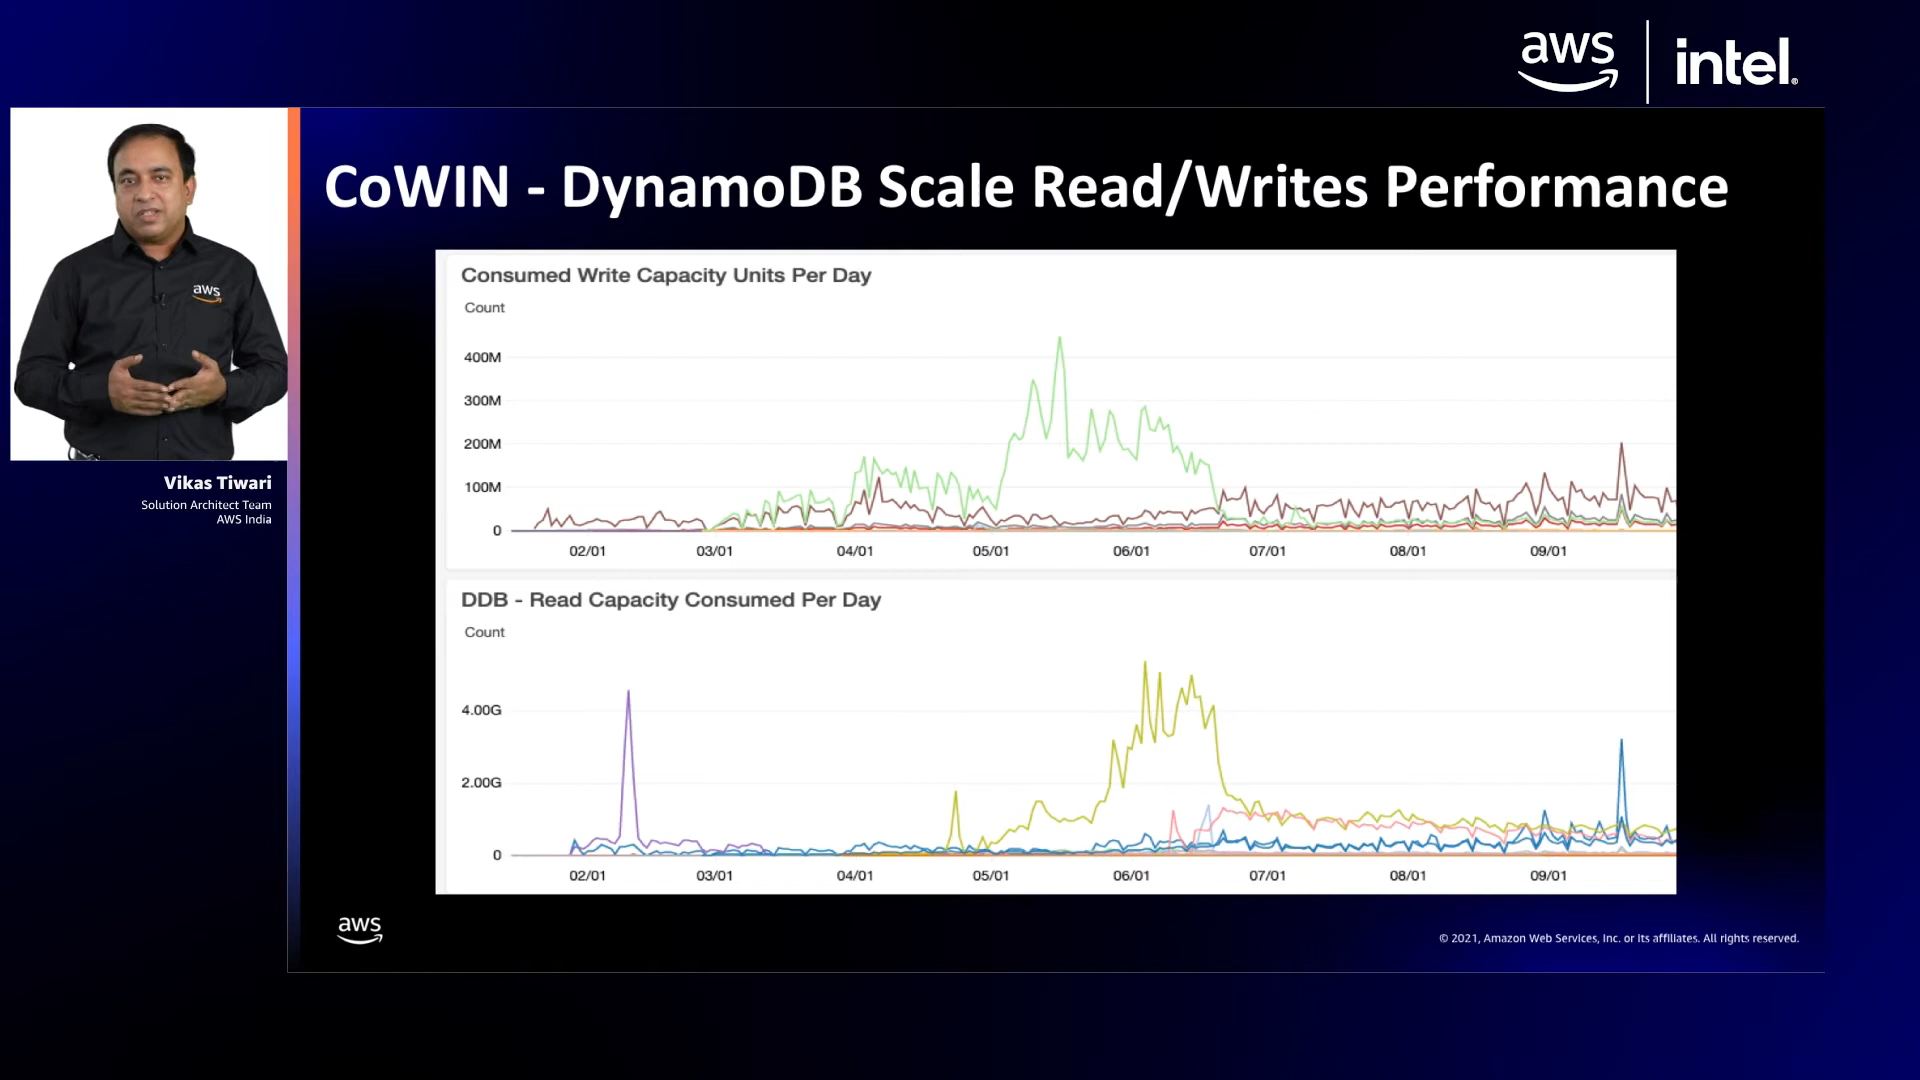 aws
intel.
CoWIN - DynamoDB Scale Read/Writes Performance
aws
Vikas Tiwari
Solution Architect Team
AWS India
Consumed Write Capacity Units Per Day
Count
400M
300M
200M
100M
0
02/01 03/01 04/01 05/01 06/01 07/01 08/01 09/01
DDB - Read Capacity Consumed Per Day
Count
4.00G
2.00G
0
02/01 03/01 04/01 05/01 06/01 07/01 08/01 09/01
aws
© 2021, Amazon Web Services, Inc. or its affiliates. All rights reserved.